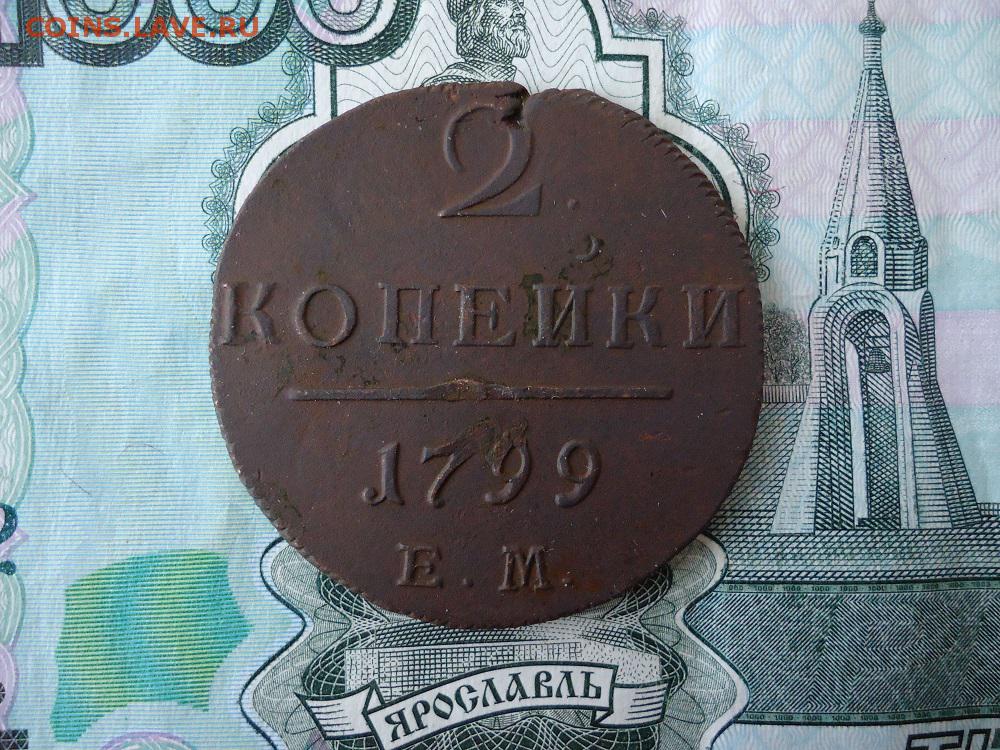 COINS.LAVE.RU
2.
КОПЕЙКИ
1799
Е.М.
ЯРОСЛАВЛЬ